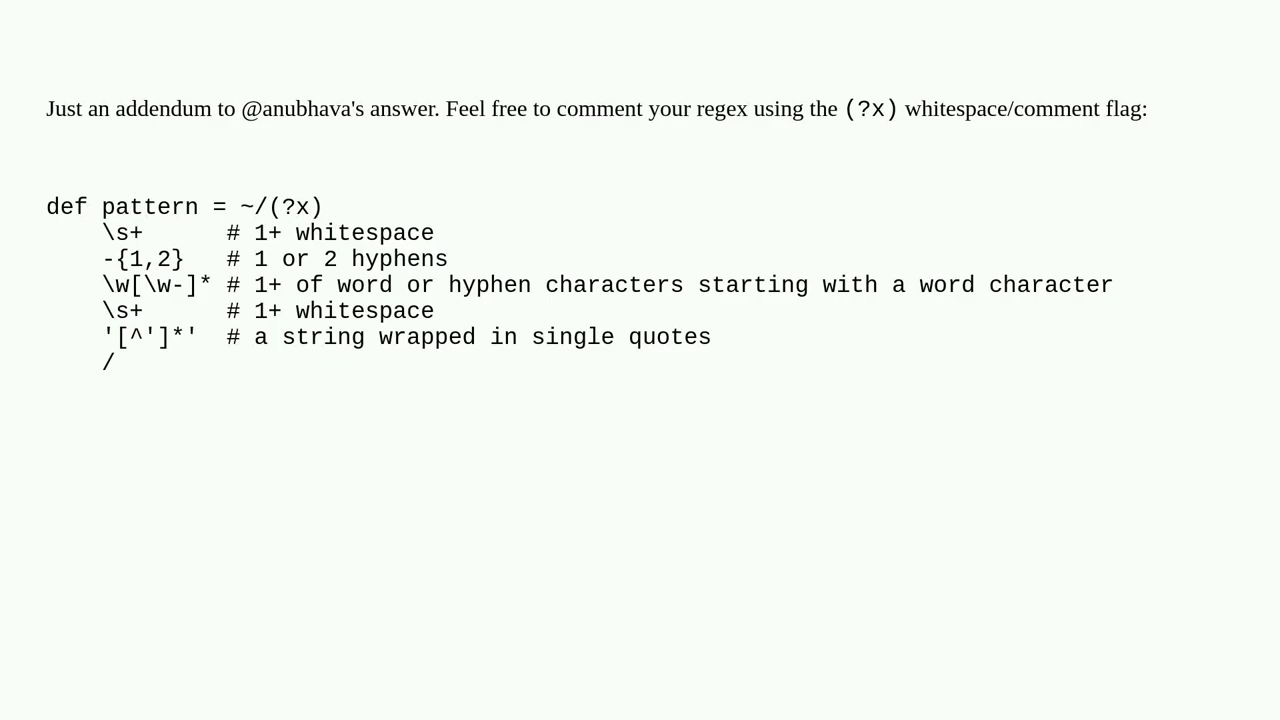 Just an addendum to @anubhava's answer. Feel free to comment your regex using the (?x) whitespace/comment flag:
def pattern = ~/(?x)
    \s+      # 1+ whitespace
    -{1,2}   # 1 or 2 hyphens
    \w[\w-]* # 1+ of word or hyphen characters starting with a word character
    \s+      # 1+ whitespace
    '[^']*'  # a string wrapped in single quotes
    /